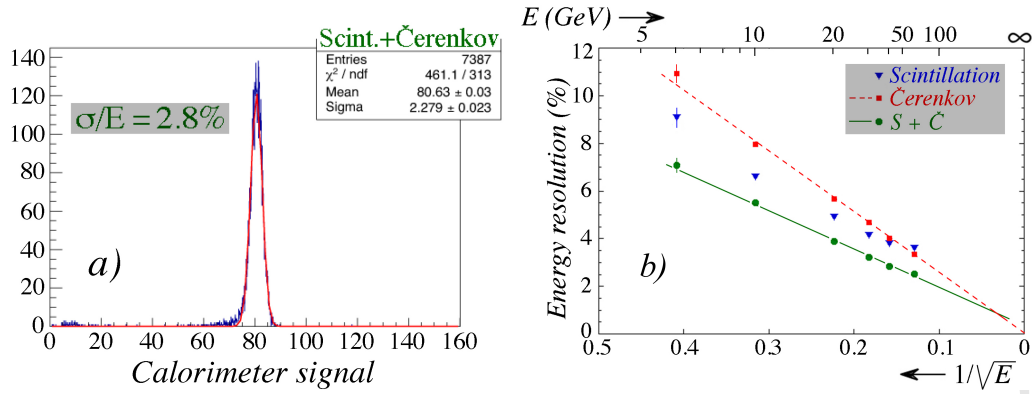 Scint.+Čerenkov
Entries 7387
χ² / ndf 461.1 / 313
Mean 80.63 ± 0.03
Sigma 2.279 ± 0.023
σ/E = 2.8%
140
120
100
80
60
40
20
0
a)
0 20 40 60 80 100 120 140 160
Calorimeter signal
E (GeV)
5 10 20 50 100 ∞
Energy resolution (%)
12
10
8
6
4
2
0
Scintillation
Čerenkov
S + Č
b)
0.5 0.4 0.3 0.2 0.1 0
1/√E